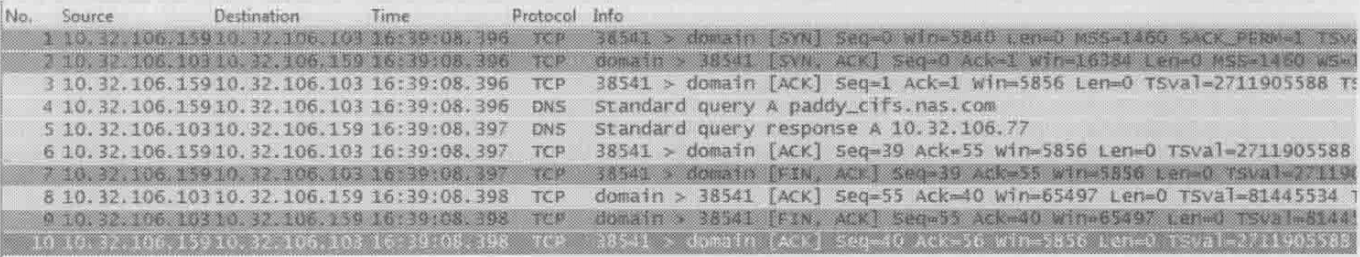 No. Source Destination Time Protocol Info
1 10.32.106.159 10.32.106.103 16:39:08.396 TCP 38541 > domain [SYN] Seq=0 Win=5840 Len=0 MSS=1460 SACK_PERM=1 TSV
2 10.32.106.103 10.32.106.159 16:39:08.396 TCP domain > 38541 [SYN, ACK] Seq=0 Ack=1 Win=16384 Len=0 MSS=1460 WS=
3 10.32.106.159 10.32.106.103 16:39:08.396 TCP 38541 > domain [ACK] Seq=1 Ack=1 Win=5856 Len=0 TSval=2711905588 TS
4 10.32.106.159 10.32.106.103 16:39:08.396 DNS Standard query A paddy_cifs.nas.com
5 10.32.106.103 10.32.106.159 16:39:08.397 DNS Standard query response A 10.32.106.77
6 10.32.106.159 10.32.106.103 16:39:08.397 TCP 38541 > domain [ACK] Seq=39 Ack=55 Win=5856 Len=0 TSval=2711905588
7 10.32.106.159 10.32.106.103 16:39:08.397 TCP 38541 > domain [FIN, ACK] Seq=39 Ack=55 Win=5856 Len=0 TSval=27119
8 10.32.106.103 10.32.106.159 16:39:08.398 TCP domain > 38541 [ACK] Seq=55 Ack=40 Win=65497 Len=0 TSval=81445534 T
9 10.32.106.103 10.32.106.159 16:39:08.398 TCP domain > 38541 [FIN, ACK] Seq=55 Ack=40 Win=65497 Len=0 TSval=8144
10 10.32.106.159 10.32.106.103 16:39:08.398 TCP 38541 > domain [ACK] Seq=40 Ack=56 Win=5856 Len=0 TSval=2711905588